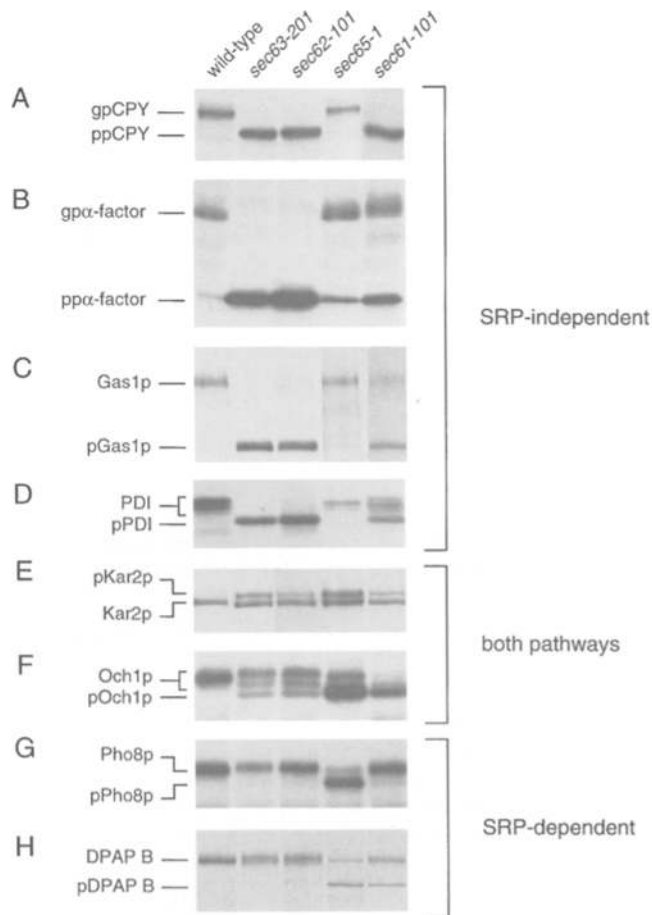 wild-type
sec63-201
sec62-101
sec65-1
sec61-101
A
gpCPY
ppCPY
B
gpα-factor
ppα-factor
SRP-independent
C
Gas1p
pGas1p
D
PDI
pPDI
E
pKar2p
Kar2p
both pathways
F
Och1p
pOch1p
G
Pho8p
pPho8p
SRP-dependent
H
DPAP B
pDPAP B